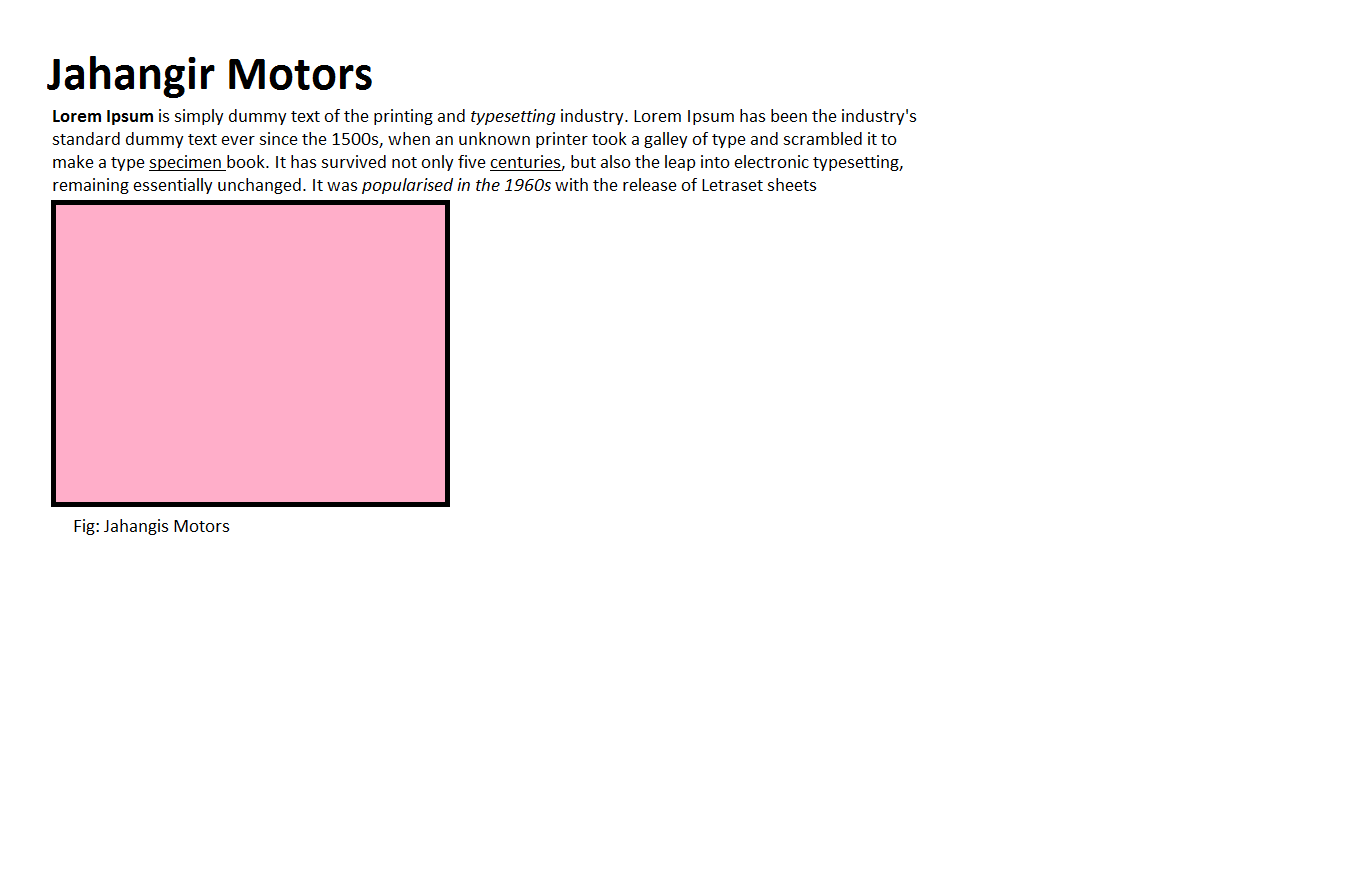 Jahangir Motors
Lorem Ipsum is simply dummy text of the printing and typesetting industry. Lorem Ipsum has been the industry's
standard dummy text ever since the 1500s, when an unknown printer took a galley of type and scrambled it to
make a type specimen book. It has survived not only five centuries, but also the leap into electronic typesetting,
remaining essentially unchanged. It was popularised in the 1960s with the release of Letraset sheets
Fig: Jahangis Motors